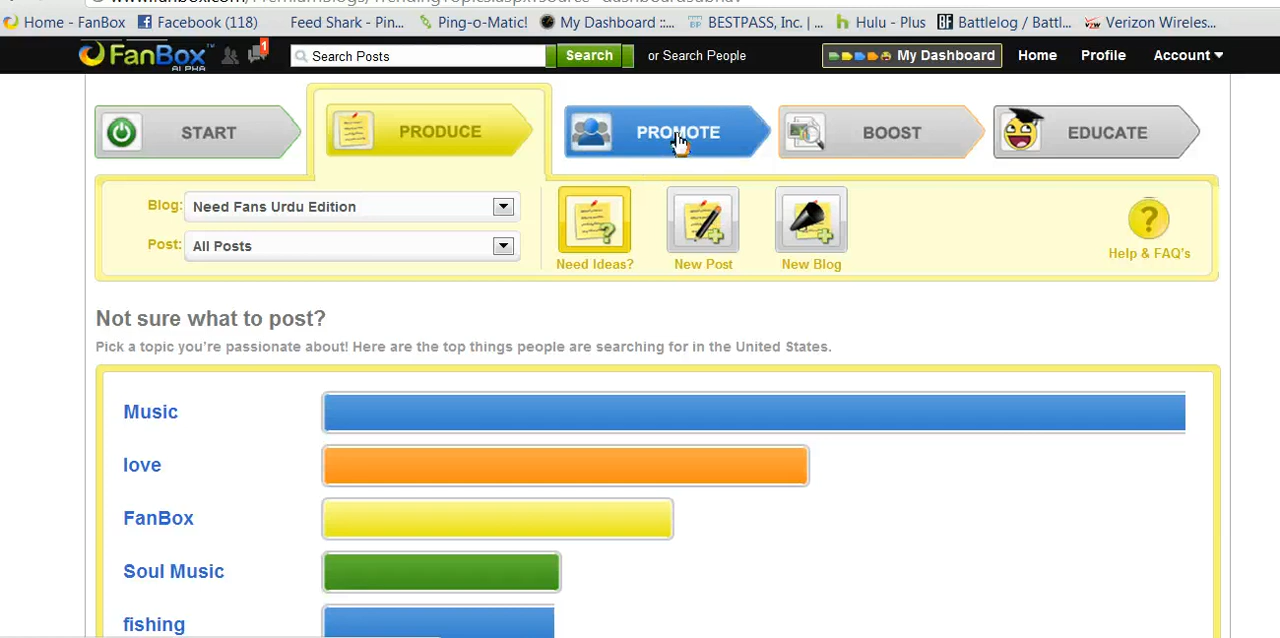 Home - FanBox Facebook (118) Feed Shark - Pin... Ping-o-Matic! My Dashboard ::... BESTPASS, Inc. | ... Hulu - Plus Battlelog / Battl... Verizon Wireles...
FanBox™ ALPHA 1 Search Posts Search or Search People My Dashboard Home Profile Account
START PRODUCE PROMOTE BOOST EDUCATE
Blog: Need Fans Urdu Edition
Post: All Posts
Need Ideas? New Post New Blog Help & FAQ's
Not sure what to post?
Pick a topic you're passionate about! Here are the top things people are searching for in the United States.
Music
love
FanBox
Soul Music
fishing